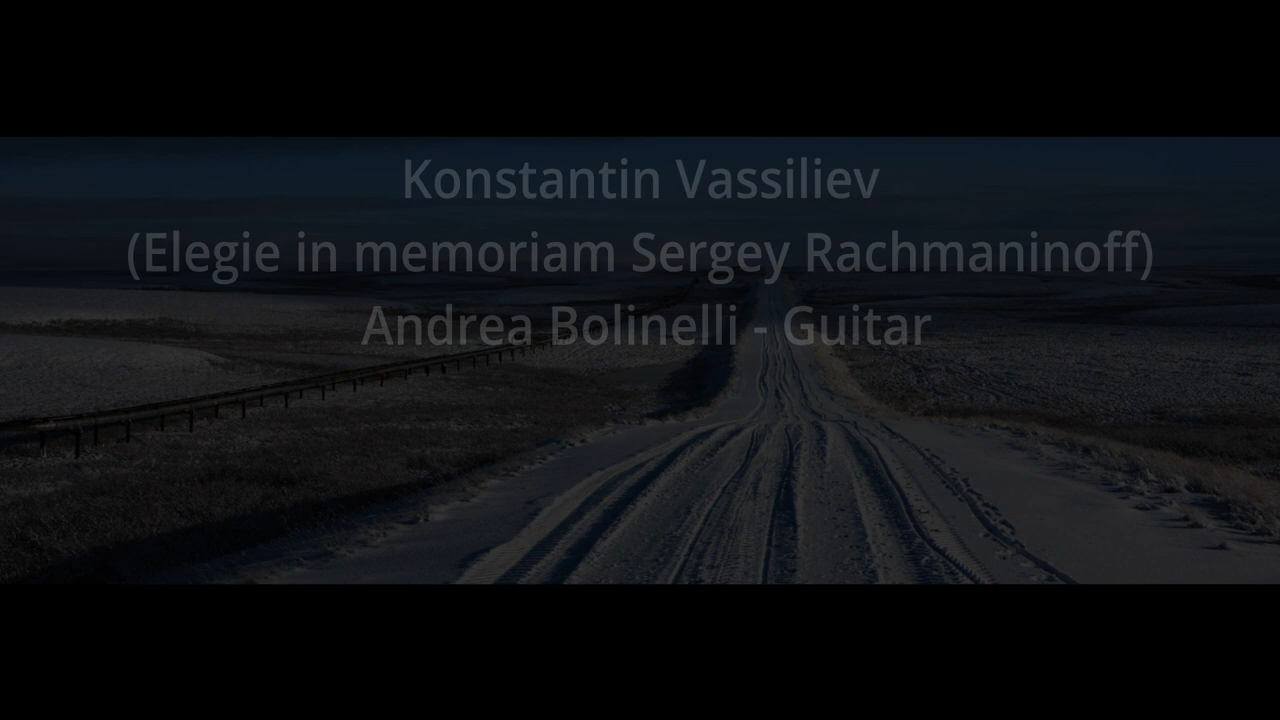 Konstantin Vassiliev
(Elegie in memoriam Sergey Rachmaninoff)
Andrea Bolinelli - Guitar